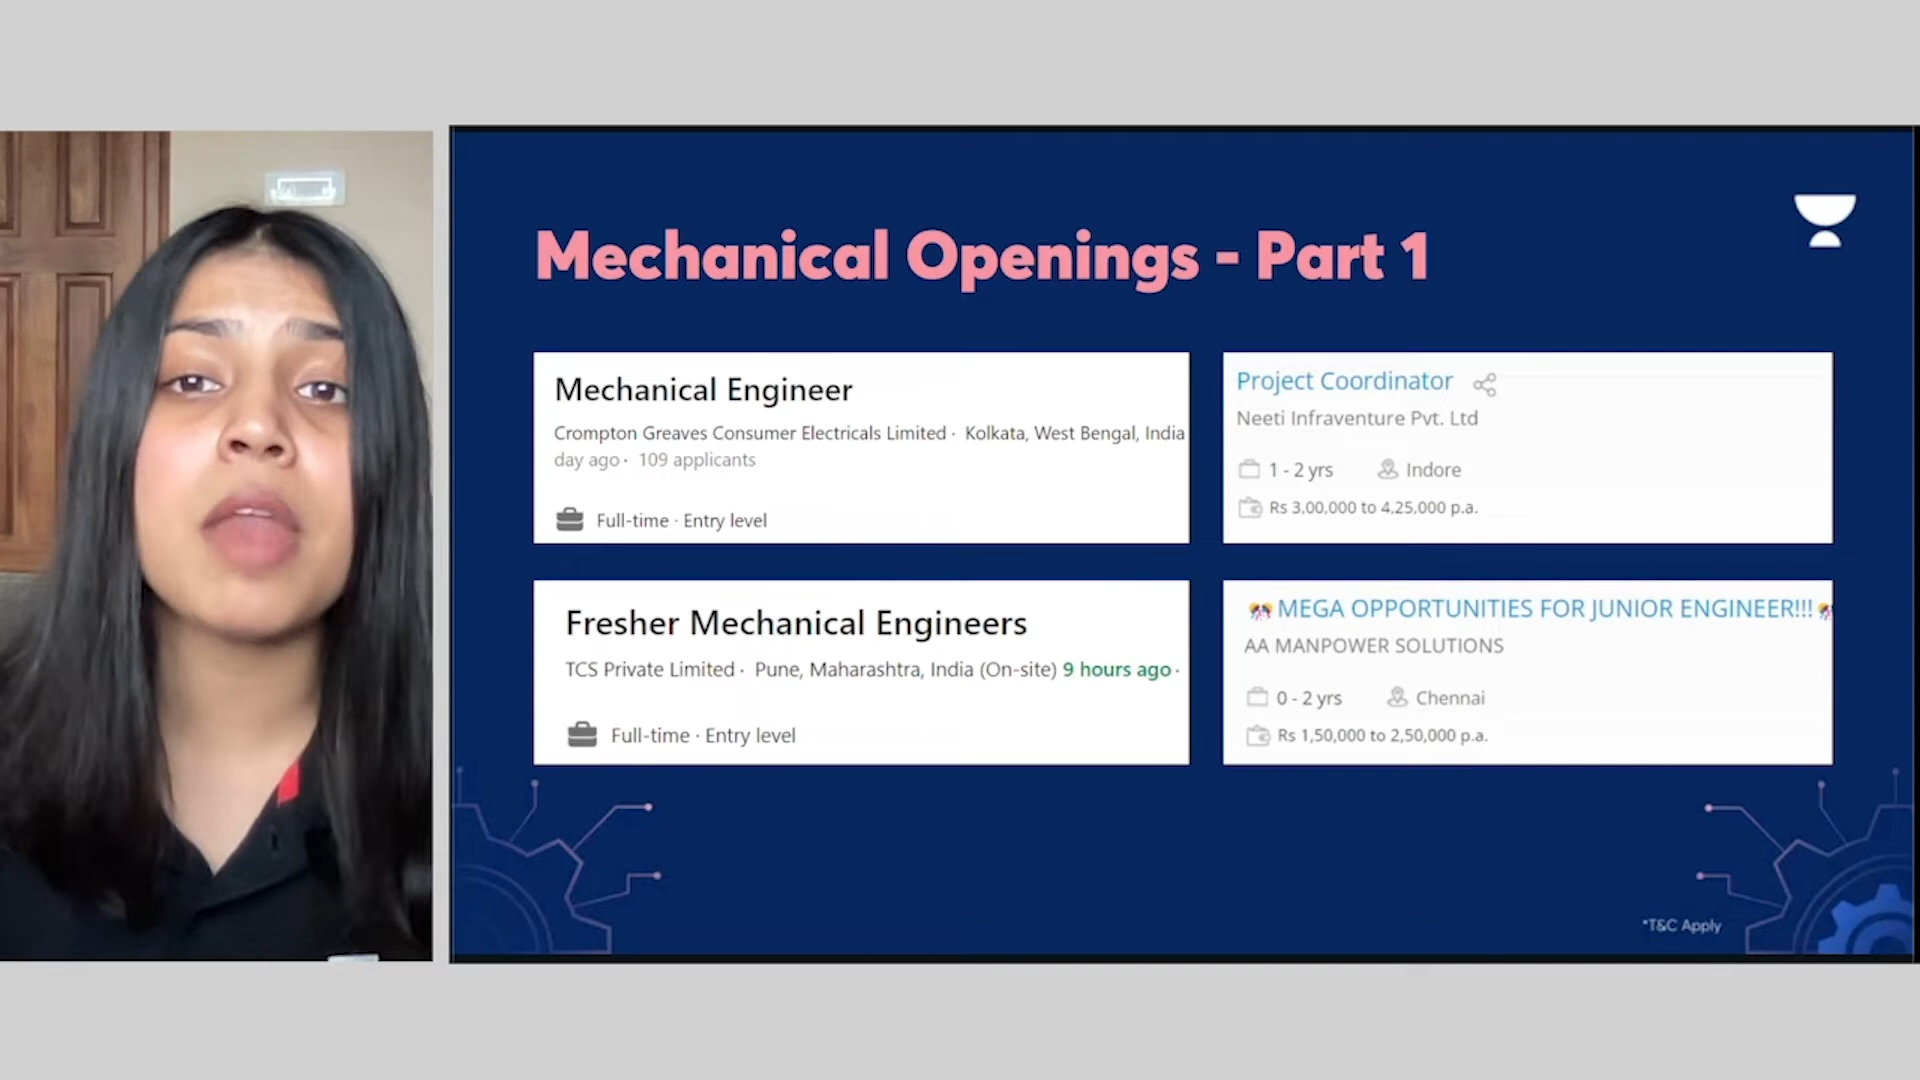 Mechanical Openings - Part 1
Mechanical Engineer
Crompton Greaves Consumer Electricals Limited · Kolkata, West Bengal, India
day ago · 109 applicants
Full-time · Entry level
Project Coordinator
Neeti Infraventure Pvt. Ltd
1 - 2 yrs Indore
Rs 3,00,000 to 4,25,000 p.a.
Fresher Mechanical Engineers
TCS Private Limited · Pune, Maharashtra, India (On-site) 9 hours ago ·
Full-time · Entry level
MEGA OPPORTUNITIES FOR JUNIOR ENGINEER!!!
AA MANPOWER SOLUTIONS
0 - 2 yrs Chennai
Rs 1,50,000 to 2,50,000 p.a.
*T&C Apply